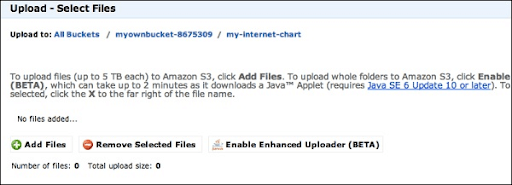 Upload - Select Files
Upload to: All Buckets / myownbucket-8675309 / my-internet-chart
To upload files (up to 5 TB each) to Amazon S3, click Add Files. To upload whole folders to Amazon S3, click Enable
(BETA), which can take up to 2 minutes as it downloads a Java™ Applet (requires Java SE 6 Update 10 or later). To
selected, click the X to the far right of the file name.
No files added...
Add Files Remove Selected Files Enable Enhanced Uploader (BETA)
Number of files: 0 Total upload size: 0